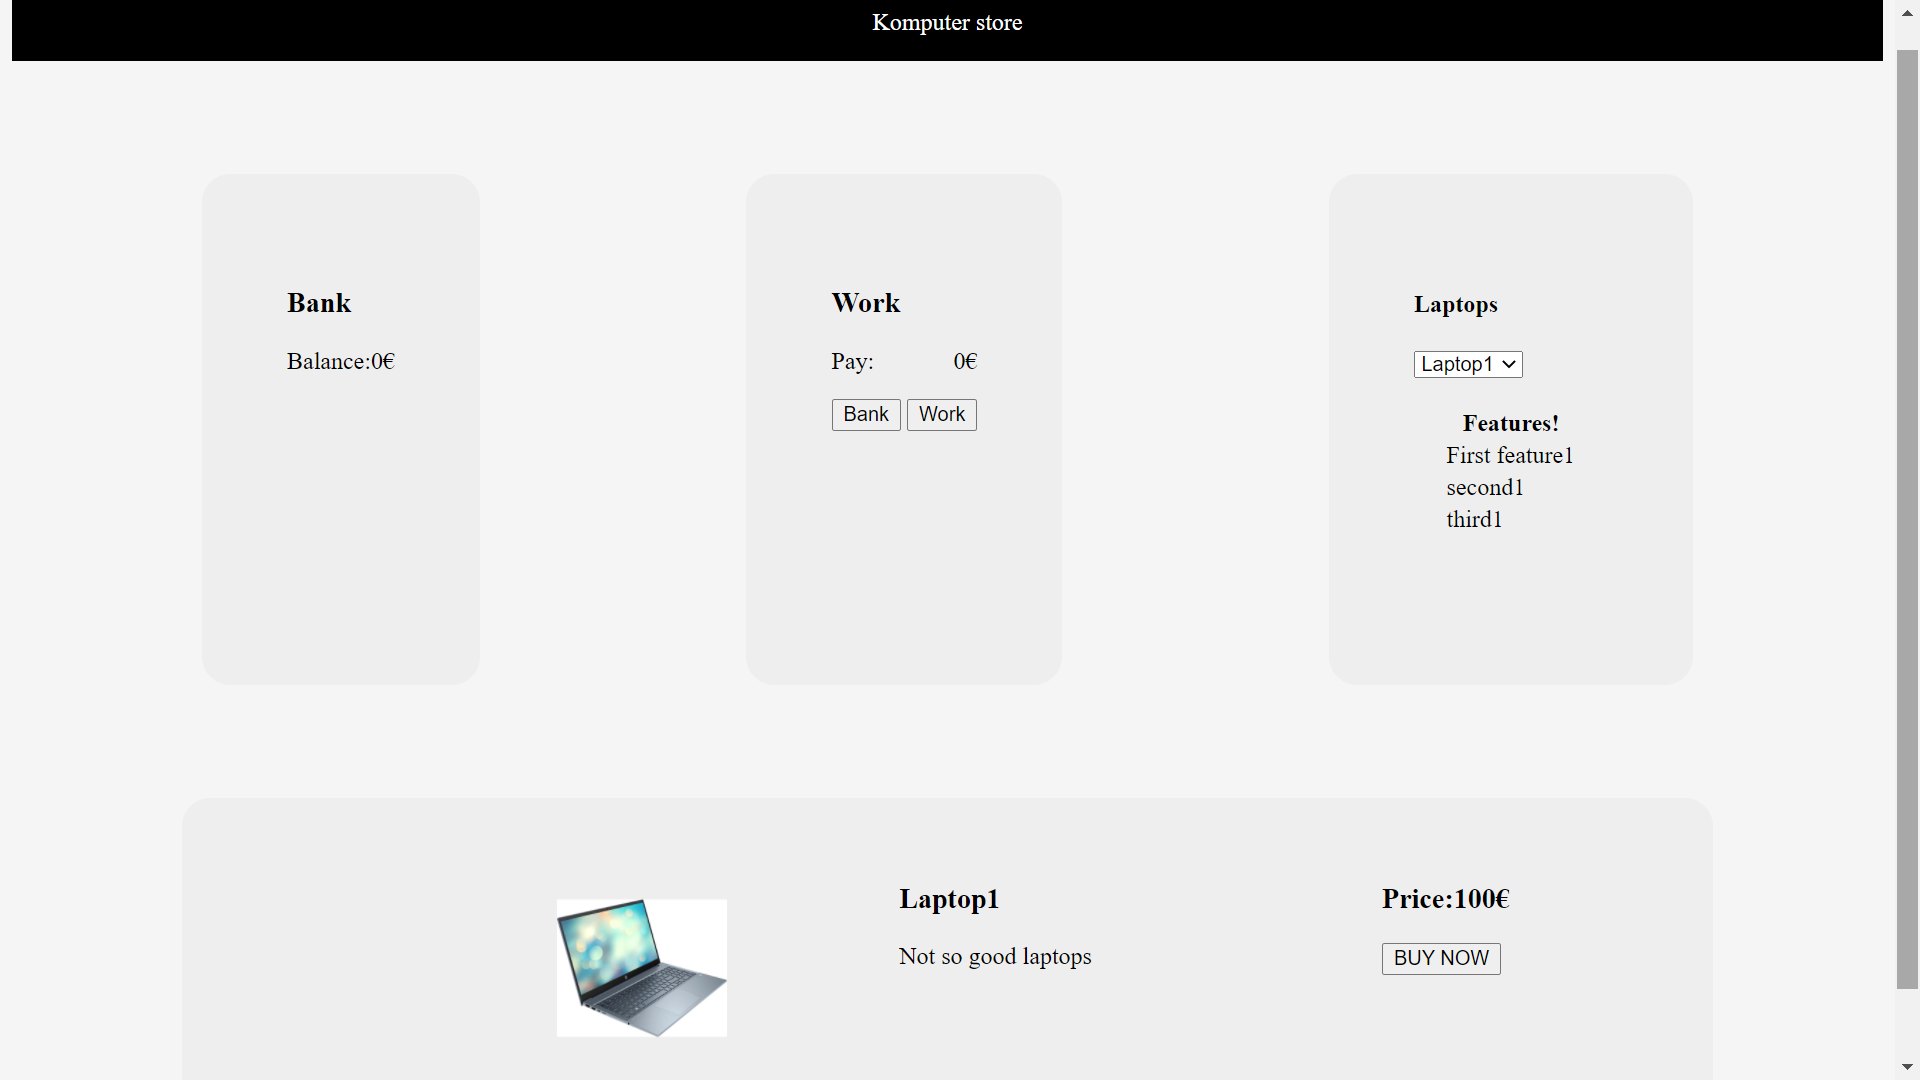 Komputer store
Bank
Balance:0€
Work
Pay: 0€
Bank Work
Laptops
Laptop1
Features!
First feature1
second1
third1
Laptop1
Not so good laptops
Price:100€
BUY NOW